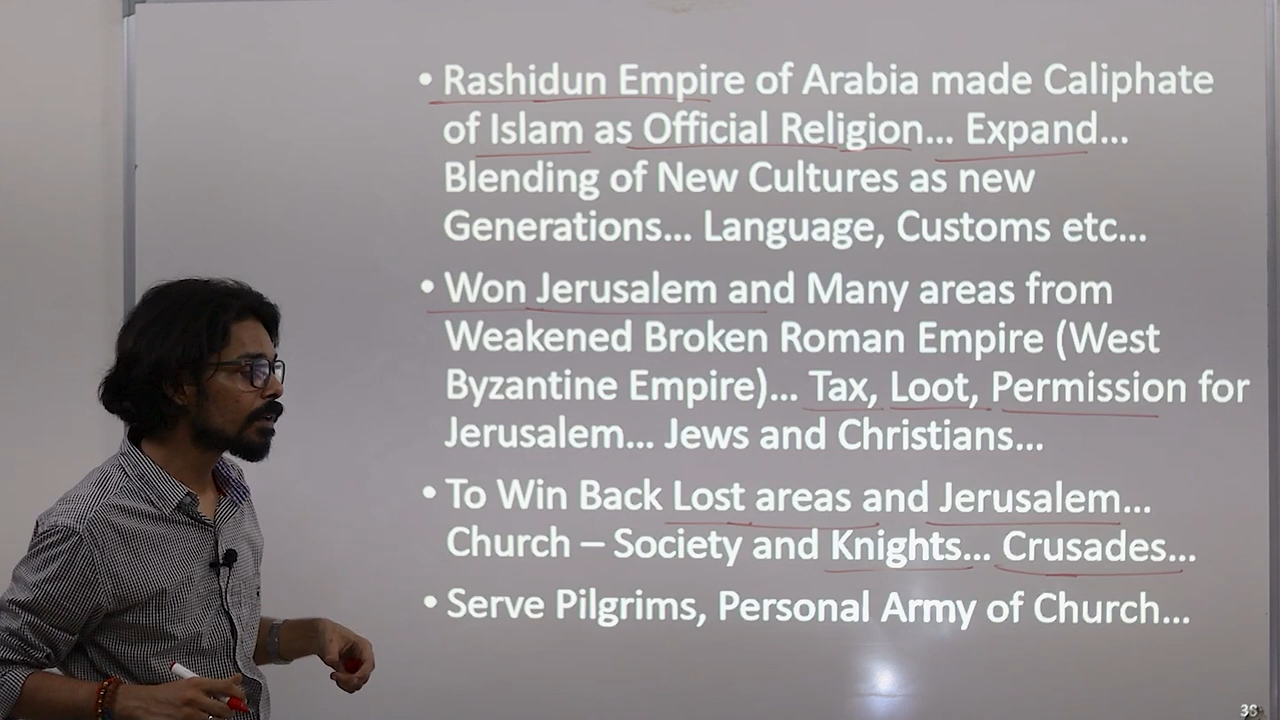 • Rashidun Empire of Arabia made Caliphate
of Islam as Official Religion... Expand...
Blending of New Cultures as new
Generations... Language, Customs etc...
• Won Jerusalem and Many areas from
Weakened Broken Roman Empire (West
Byzantine Empire)... Tax, Loot, Permission for
Jerusalem... Jews and Christians...
• To Win Back Lost areas and Jerusalem...
Church – Society and Knights... Crusades...
• Serve Pilgrims, Personal Army of Church...